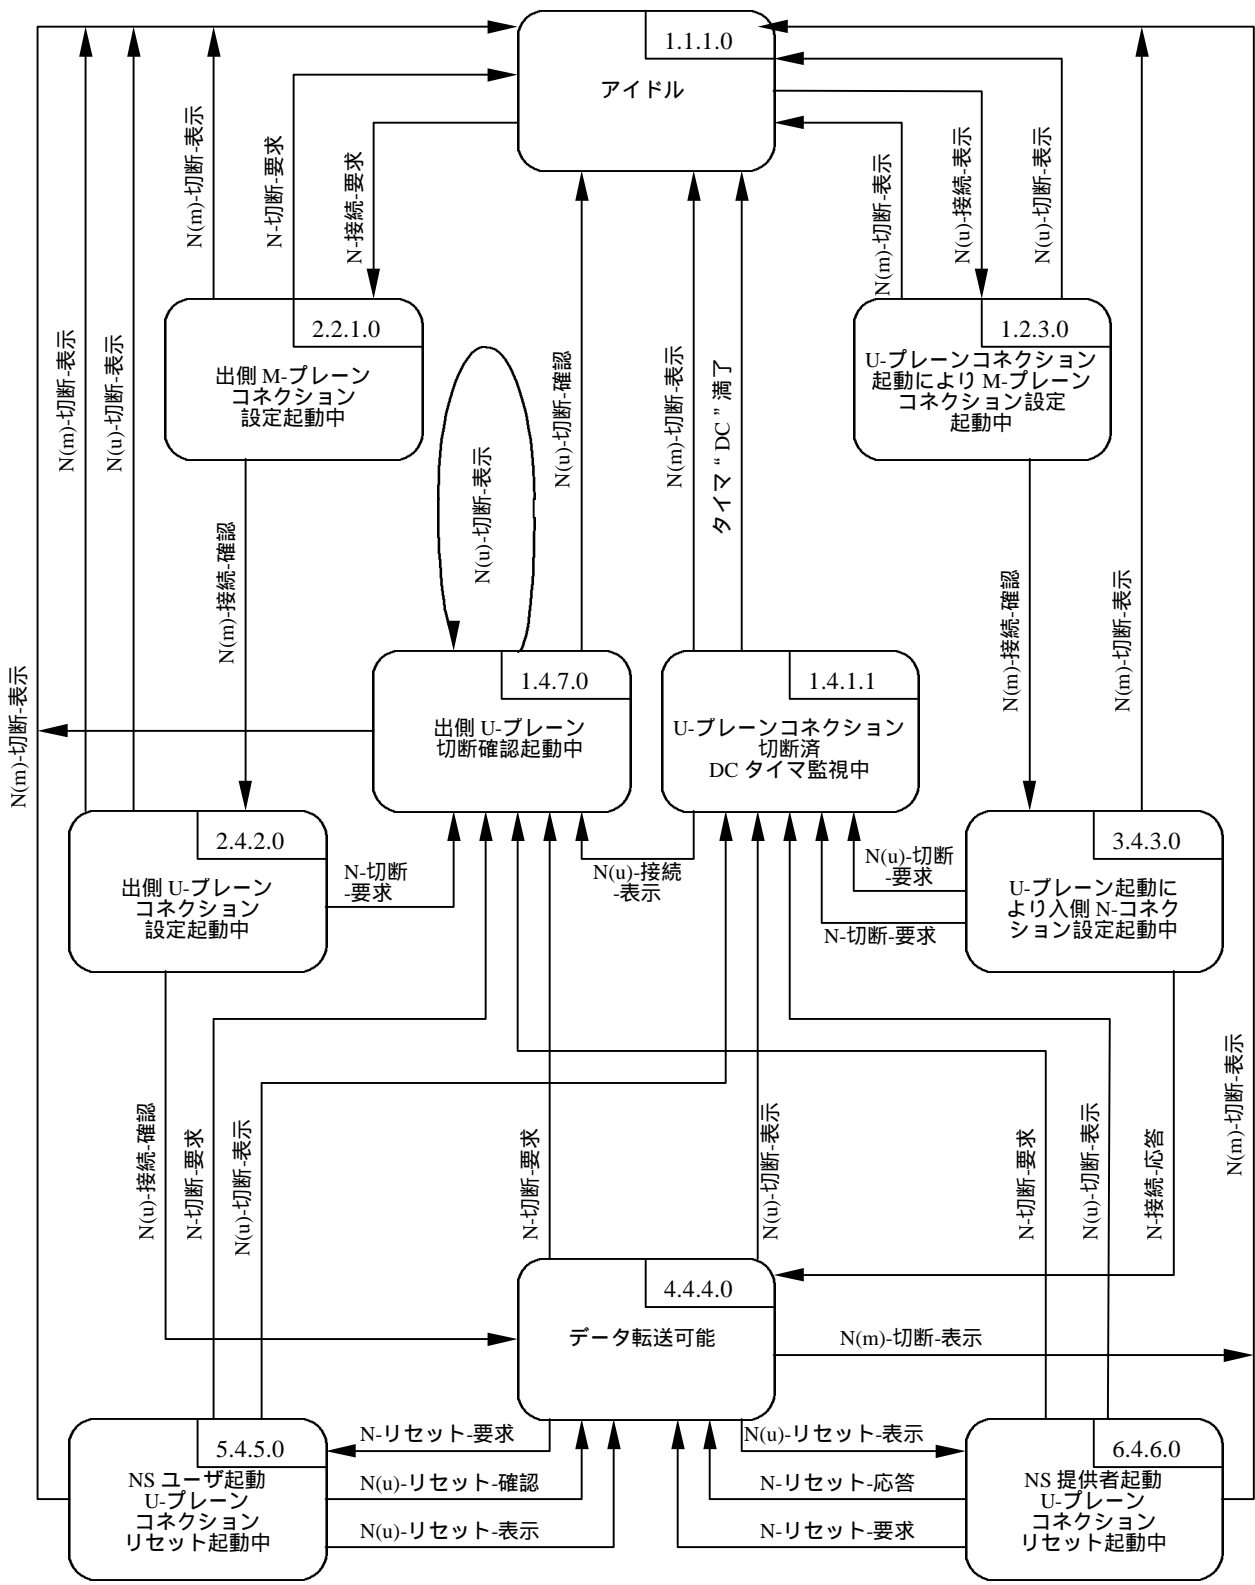 1.1.1.0
アイドル
N(m)-切断-表示
N-切断-要求
N-接続-要求
N(m)-切断-表示
N(u)-接続-表示
N(u)-切断-表示
2.2.1.0
出側 M-プレーン
コネクション
設定起動中
1.2.3.0
U-プレーンコネクション
起動により M-プレーン
コネクション設定
起動中
N(m)-切断-表示
N(u)-切断-表示
N(u)-切断-表示
N(u)-切断-確認
N(m)-切断-表示
タイマ “ DC ” 満了
N(m)-接続-確認
N(m)-接続-確認
N(m)-切断-表示
N(m)-切断-表示
1.4.7.0
出側 U-プレーン
切断確認起動中
1.4.1.1
U-プレーンコネクション
切断済
DC タイマ監視中
2.4.2.0
出側 U-プレーン
コネクション
設定起動中
N-切断
-要求
N(u)-接続
-表示
N(u)-切断
-要求
N-切断-要求
3.4.3.0
U-プレーン起動に
より入側 N-コネク
ション設定起動中
N(u)-接続-確認
N-切断-要求
N(u)-切断-表示
N-切断-要求
N(u)-切断-表示
N-切断-要求
N(u)-切断-表示
N-接続-応答
N(m)-切断-表示
4.4.4.0
データ転送可能
N(m)-切断-表示
5.4.5.0
NS ユーザ起動
U-プレーン
コネクション
リセット起動中
N-リセット-要求
N(u)-リセット-確認
N(u)-リセット-表示
N(u)-リセット-表示
N-リセット-応答
N-リセット-要求
6.4.6.0
NS 提供者起動
U-プレーン
コネクション
リセット起動中